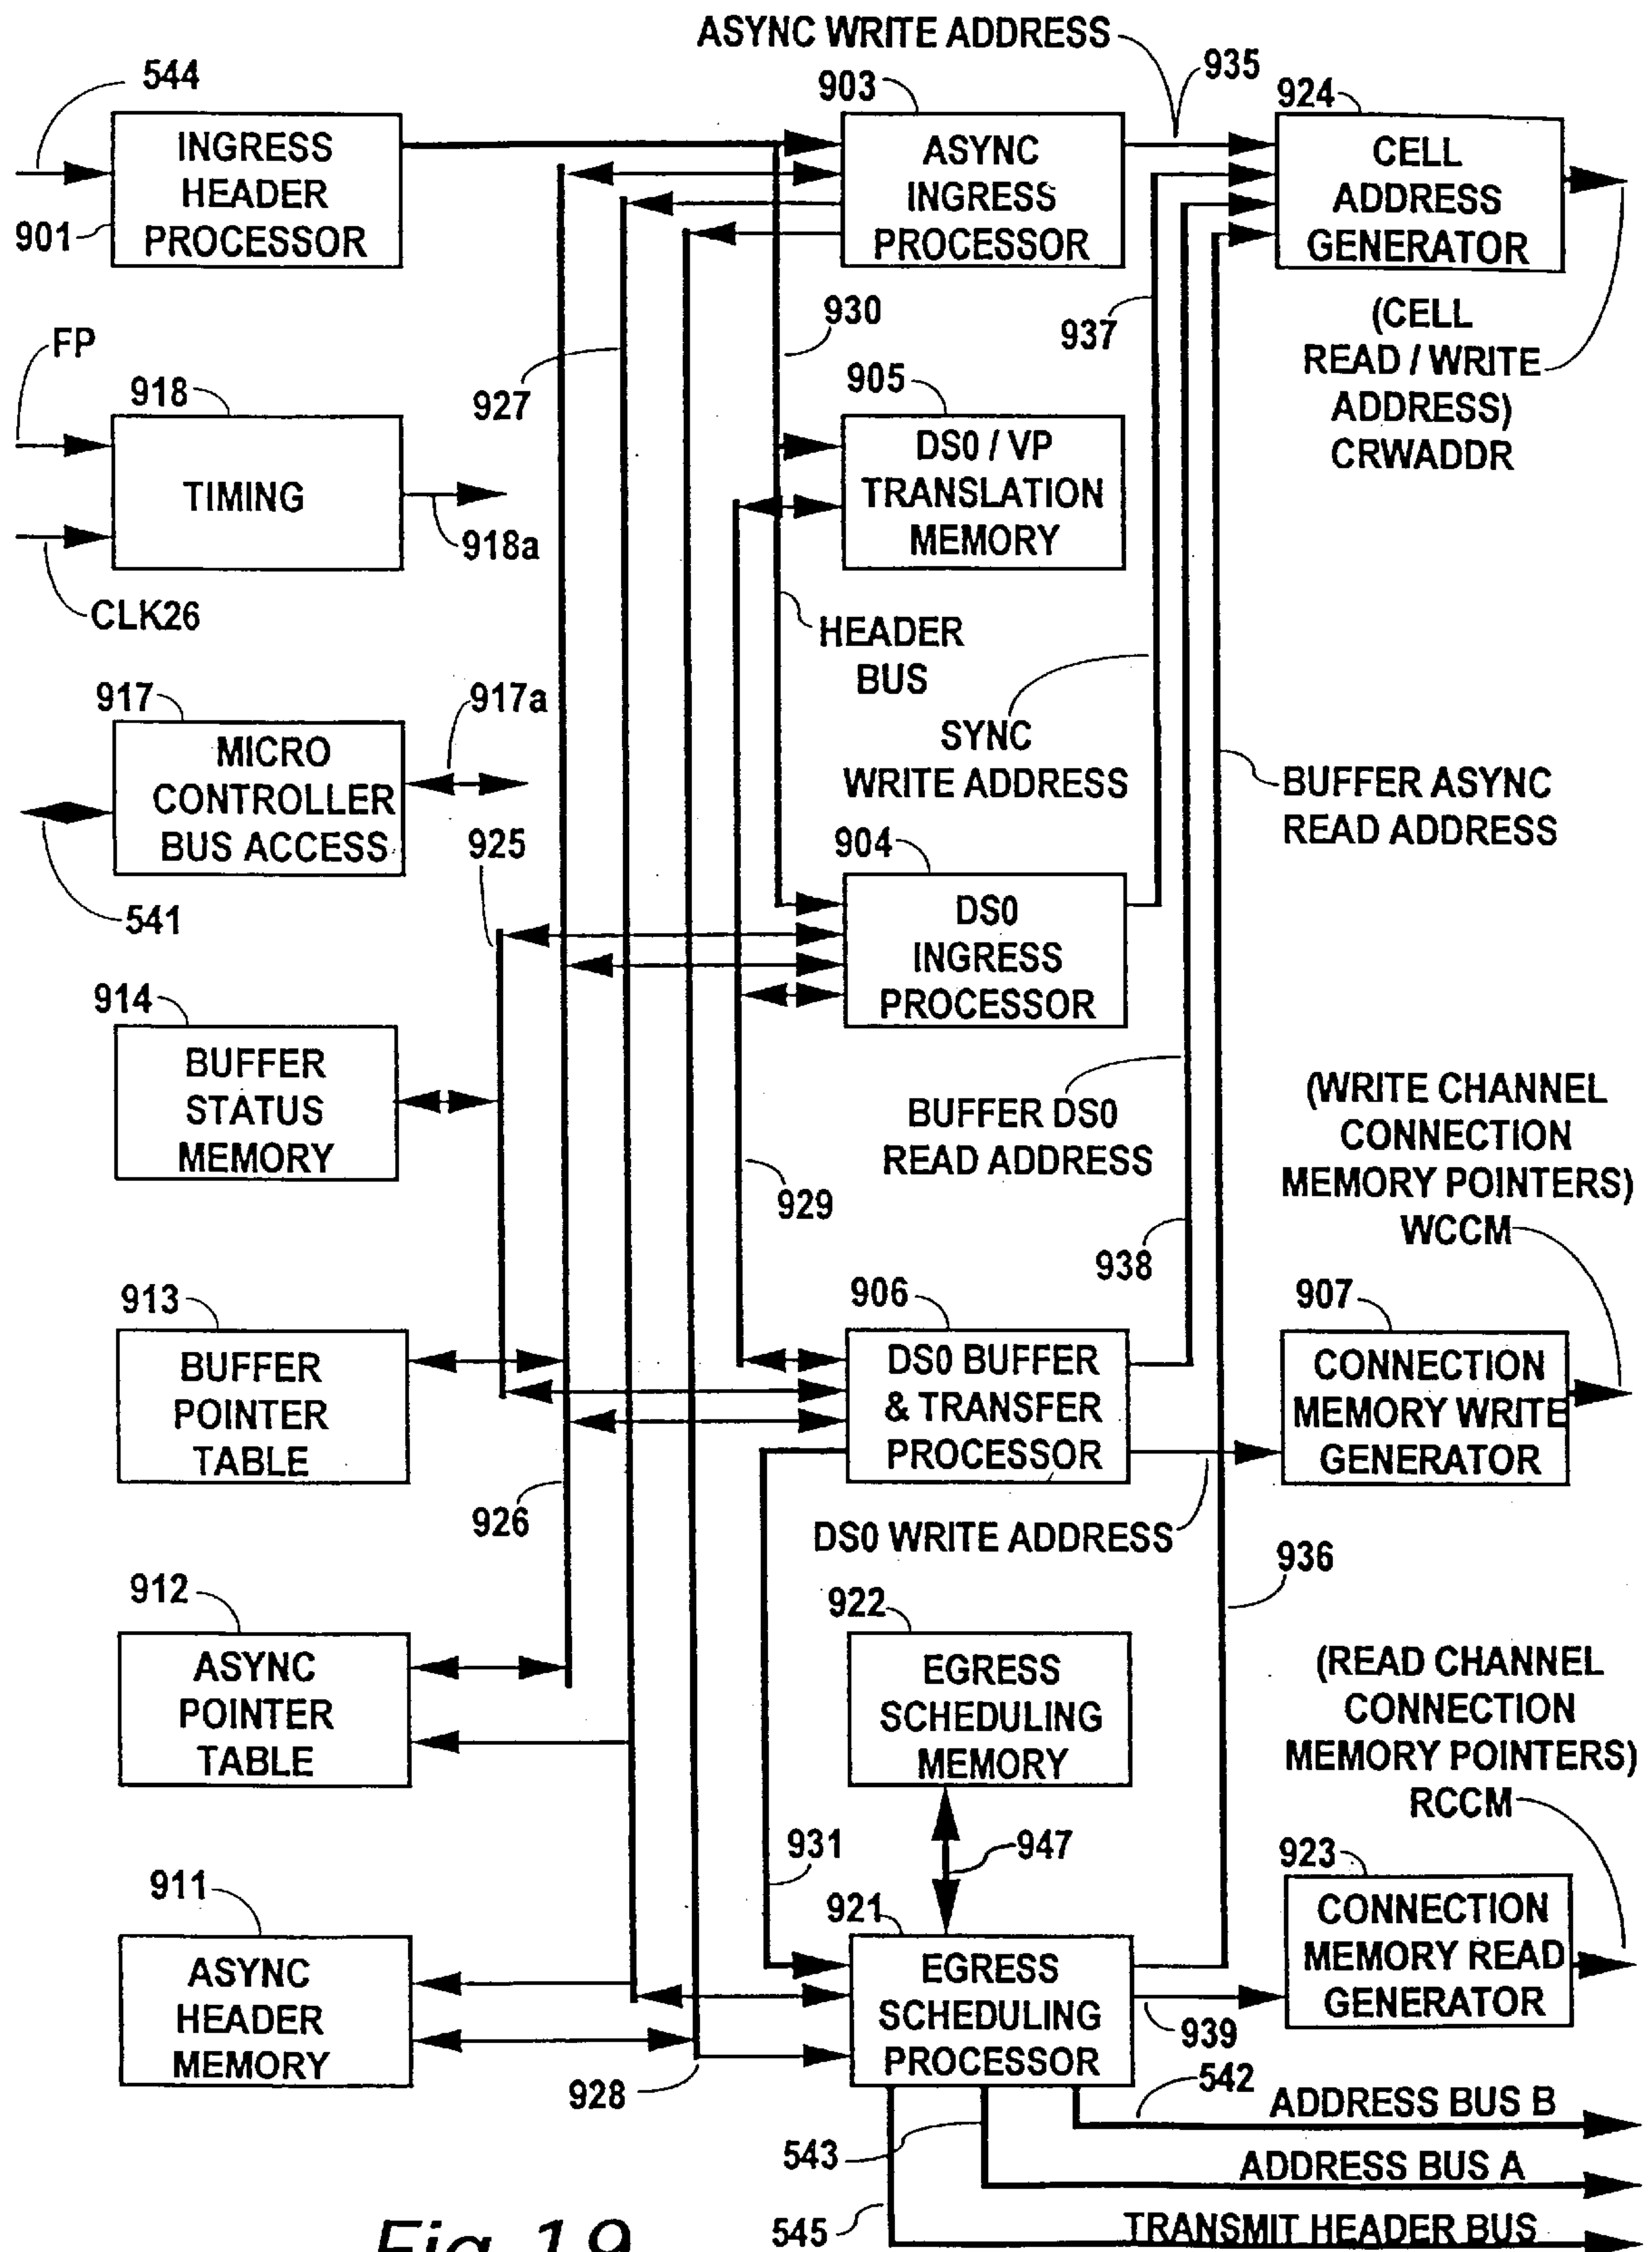 ASYNC WRITE ADDRESS
544
903
935
924
INGRESS
HEADER
PROCESSOR
901
ASYNC
INGRESS
PROCESSOR
CELL
ADDRESS
GENERATOR
FP
918
927
930
937
905
(CELL
READ / WRITE
ADDRESS)
CRWADDR
TIMING
918a
CLK26
DS0 / VP
TRANSLATION
MEMORY
HEADER
BUS
917
917a
MICRO
CONTROLLER
BUS ACCESS
541
925
SYNC
WRITE ADDRESS
BUFFER ASYNC
READ ADDRESS
904
DS0
INGRESS
PROCESSOR
914
BUFFER
STATUS
MEMORY
929
BUFFER DS0
READ ADDRESS
938
(WRITE CHANNEL
CONNECTION
MEMORY POINTERS)
WCCM
913
BUFFER
POINTER
TABLE
926
906
DS0 BUFFER
& TRANSFER
PROCESSOR
907
CONNECTION
MEMORY WRITE
GENERATOR
DS0 WRITE ADDRESS
936
912
ASYNC
POINTER
TABLE
922
EGRESS
SCHEDULING
MEMORY
(READ CHANNEL
CONNECTION
MEMORY POINTERS)
RCCM
931
947
911
ASYNC
HEADER
MEMORY
928
921
EGRESS
SCHEDULING
PROCESSOR
923
CONNECTION
MEMORY READ
GENERATOR
939
542
ADDRESS BUS B
543
ADDRESS BUS A
545
TRANSMIT HEADER BUS
Fig. 19